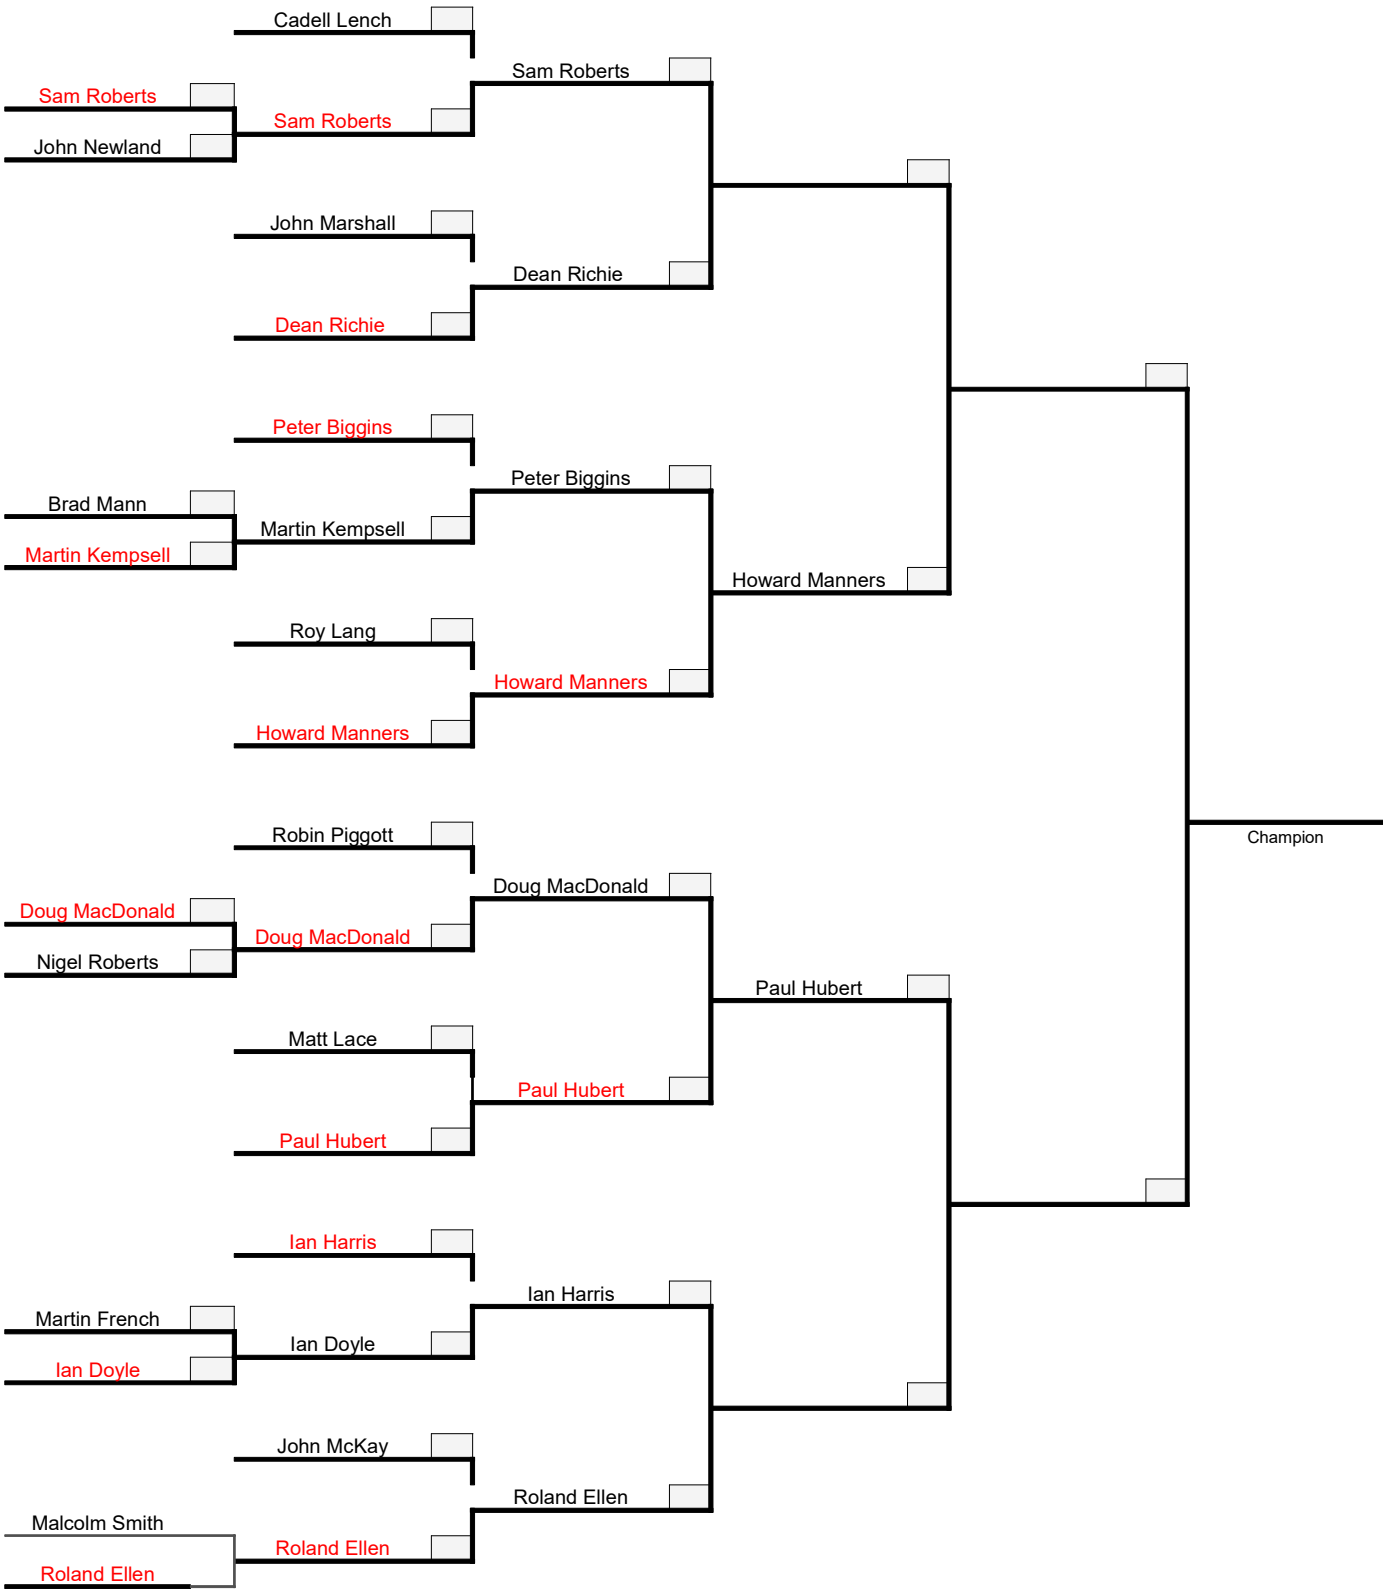 Cadell Lench
Sam Roberts
Sam Roberts
Sam Roberts
John Newland
John Marshall
Dean Richie
Dean Richie
Peter Biggins
Peter Biggins
Brad Mann
Martin Kempsell
Martin Kempsell
Howard Manners
Roy Lang
Howard Manners
Howard Manners
Robin Piggott
Champion
Doug MacDonald
Doug MacDonald
Doug MacDonald
Nigel Roberts
Paul Hubert
Matt Lace
Paul Hubert
Paul Hubert
Ian Harris
Ian Harris
Martin French
Ian Doyle
Ian Doyle
John McKay
Roland Ellen
Malcolm Smith
Roland Ellen
Roland Ellen